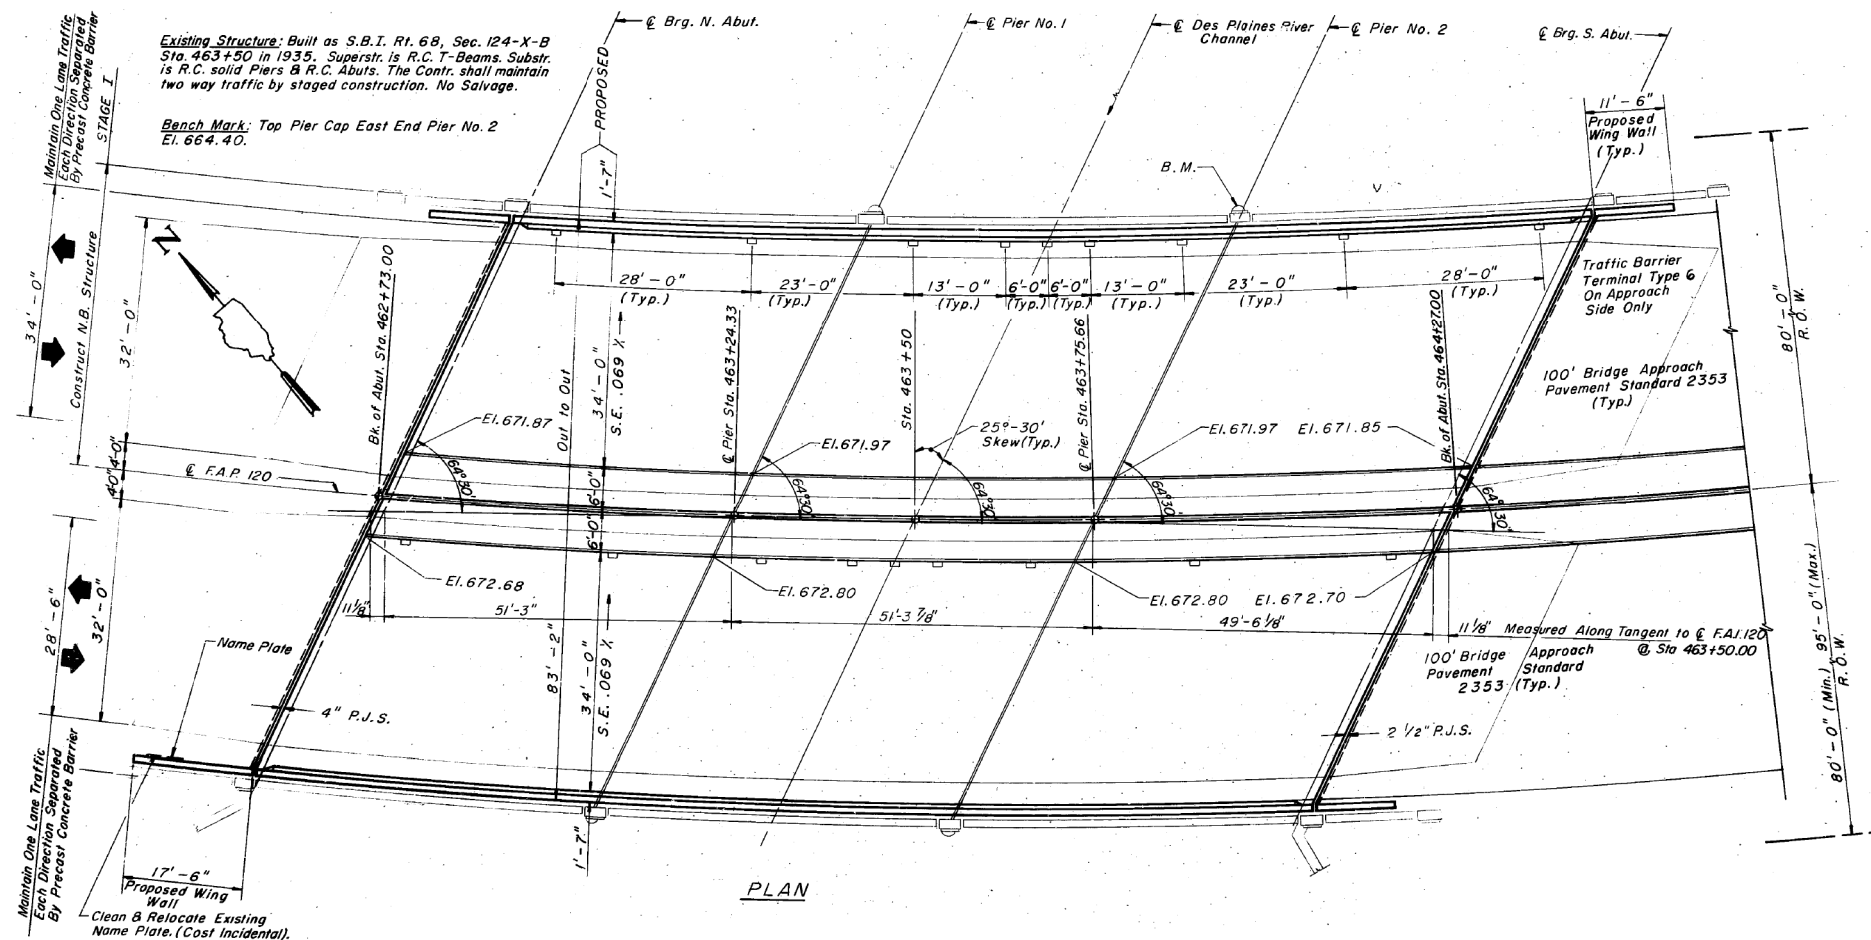 ℄ Brg. N. Abut.
℄ Pier No. 1
℄ Des Plaines River
Channel
℄ Pier No. 2
℄ Brg. S. Abut.
Existing Structure: Built as S.B.I. Rt. 68, Sec. 124-X-B
Sta. 463+50 in 1935. Superstr. is R.C. T-Beams. Substr.
is R.C. solid Piers & R.C. Abuts. The Contr. shall maintain
two way traffic by staged construction. No Salvage.
Bench Mark: Top Pier Cap East End Pier No. 2
El. 664.40.
Maintain One Lane Traffic
Each Direction Separated
By Precast Concrete Barrier
STAGE I
PROPOSED
1'-7"
B.M.
11'-6"
Proposed
Wing Wall
(Typ.)
34'-0"
Construct N.B. Structure
32'-0"
N
Bk. of Abut. Sta. 462+73.00
28'-0"
(Typ.)
23'-0"
(Typ.)
13'-0"
(Typ.)
6'-0"
(Typ.)
6'-0"
(Typ.)
13'-0"
(Typ.)
23'-0"
(Typ.)
28'-0"
(Typ.)
Traffic Barrier
Terminal Type 6
On Approach
Side Only
80'-0"
R.O.W.
Out to Out
34'-0"
S.E. .069 %
℄ Pier Sta. 463+24.33
Sta. 463+50
℄ Pier Sta. 463+75.66
Bk. of Abut. Sta. 464+27.00
100' Bridge Approach
Pavement Standard 2353
(Typ.)
El. 671.87
El. 671.97
25°-30'
Skew (Typ.)
El. 671.97
El. 671.85
4'-0"
4'-0"
℄ F.A.P. 120
64°30'
64°30'
64°30'
64°30'
64°30'
6'-0"
6'-0"
El. 672.68
El. 672.80
El. 672.80
El. 672.70
11 1/8"
51'-3"
51'-3 7/8"
49'-6 1/8"
11 1/8" Measured Along Tangent to ℄ F.A.I. 120
@ Sta 463+50.00
28'-6"
32'-0"
Name Plate
83'-2"
34'-0"
S.E. .069 %
100' Bridge Approach
Pavement Standard
2353 (Typ.)
80'-0" (Min.) 95'-0" (Max.)
R.O.W.
4" P.J.S.
2 1/2" P.J.S.
Maintain One Lane Traffic
Each Direction Separated
By Precast Concrete Barrier
1'-7"
17'-6"
Proposed Wing
Wall
Clean & Relocate Existing
Name Plate. (Cost Incidental).
PLAN